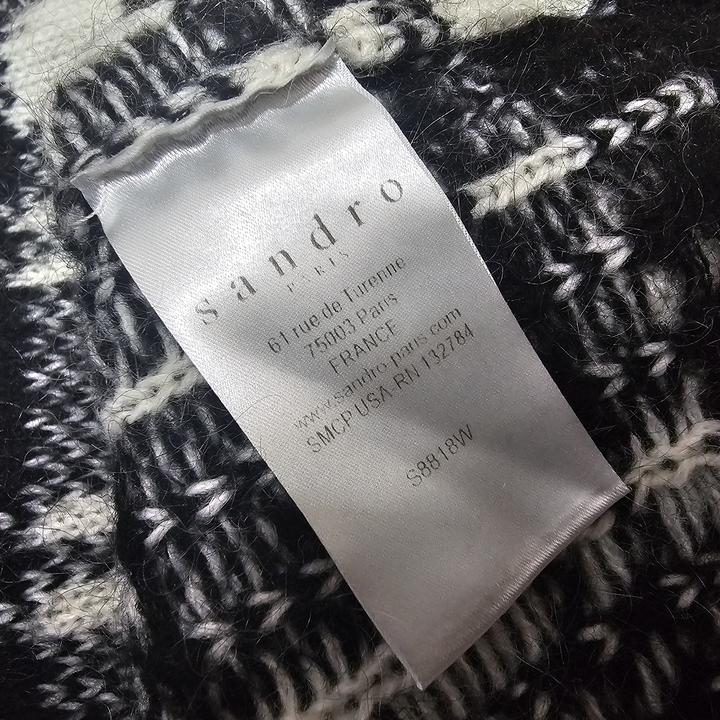 sandro
PARIS
61 rue de Turenne
75003 Paris
FRANCE
www.sandro-paris.com
SMCP USA RN 132784
S8818W